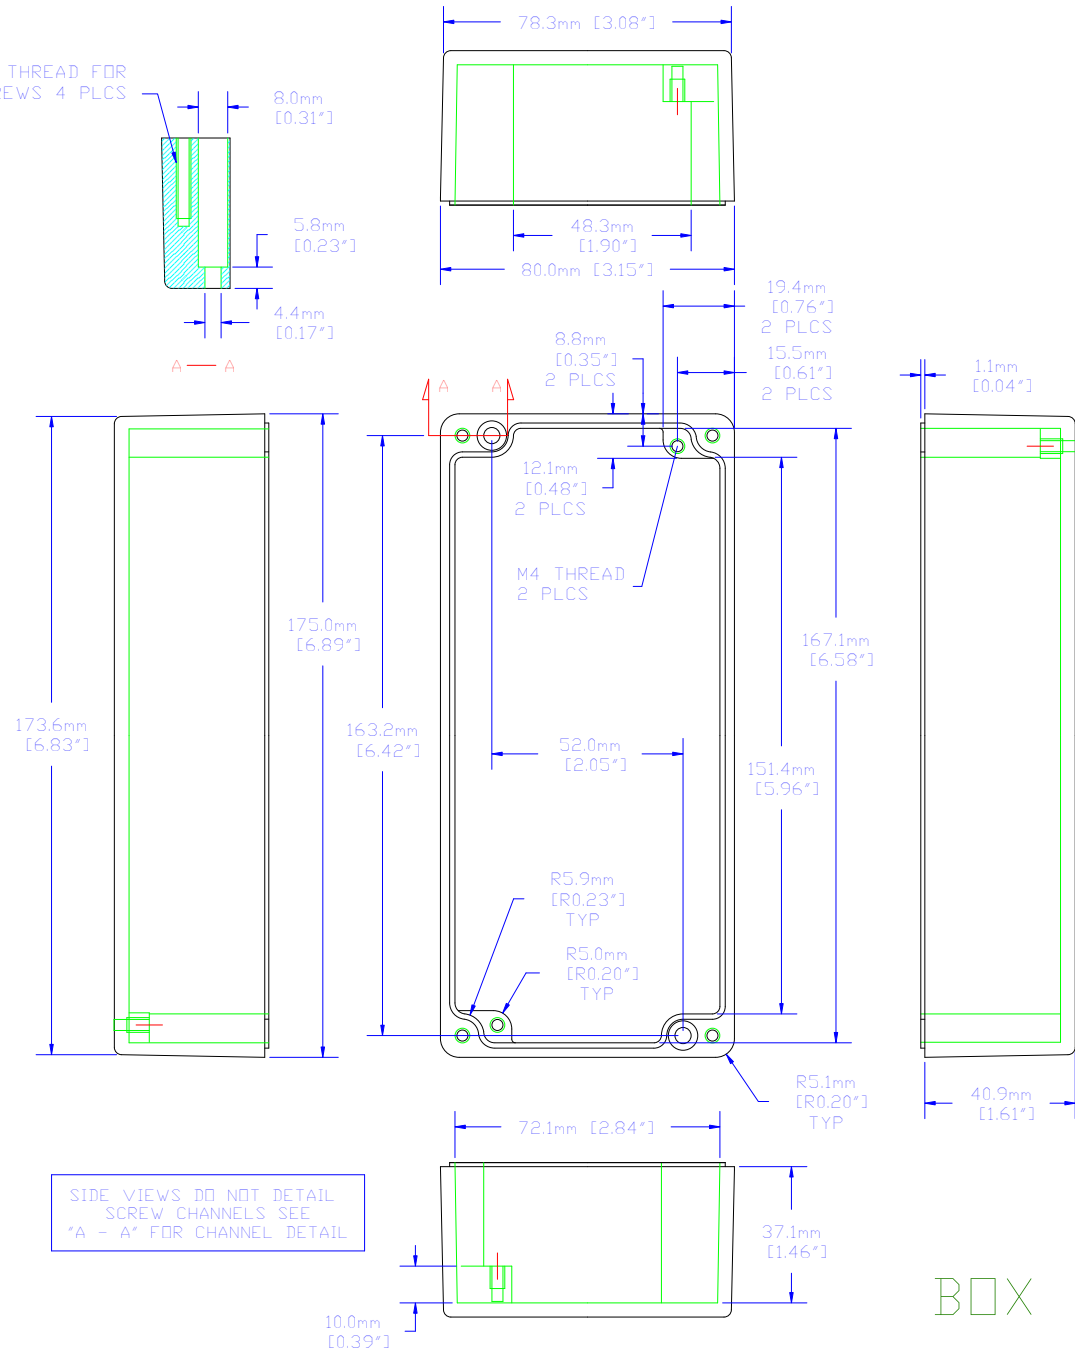 78.3mm [3.08"]
THREAD FOR
REWS 4 PLCS
8.0mm
[0.31"]
5.8mm
[0.23"]
4.4mm
[0.17"]
A — A
48.3mm
[1.90"]
80.0mm [3.15"]
19.4mm
[0.76"]
2 PLCS
8.8mm
[0.35"]
2 PLCS
15.5mm
[0.61"]
2 PLCS
1.1mm
[0.04"]
A A
12.1mm
[0.48"]
2 PLCS
M4 THREAD
2 PLCS
175.0mm
[6.89"]
167.1mm
[6.58"]
173.6mm
[6.83"]
163.2mm
[6.42"]
52.0mm
[2.05"]
151.4mm
[5.96"]
R5.9mm
[R0.23"]
TYP
R5.0mm
[R0.20"]
TYP
R5.1mm
[R0.20"]
TYP
40.9mm
[1.61"]
72.1mm [2.84"]
SIDE VIEWS DO NOT DETAIL
SCREW CHANNELS SEE
"A - A" FOR CHANNEL DETAIL
37.1mm
[1.46"]
10.0mm
[0.39"]
BOX